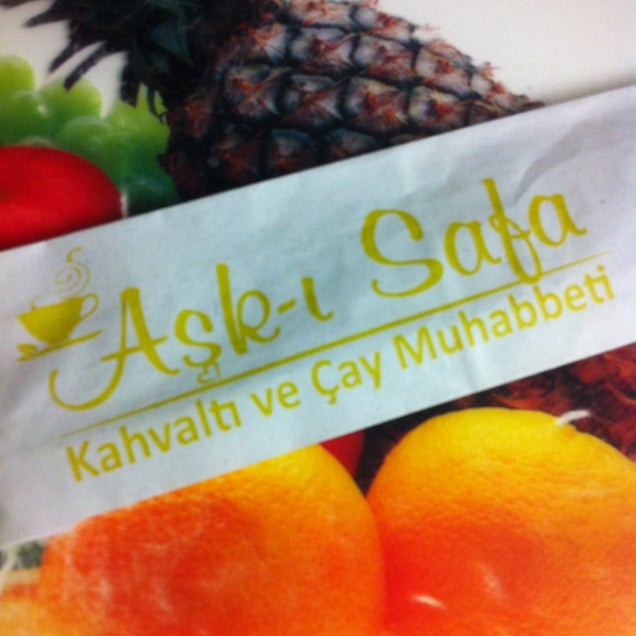 Aşk-ı Safa
Kahvaltı ve Çay Muhabbeti